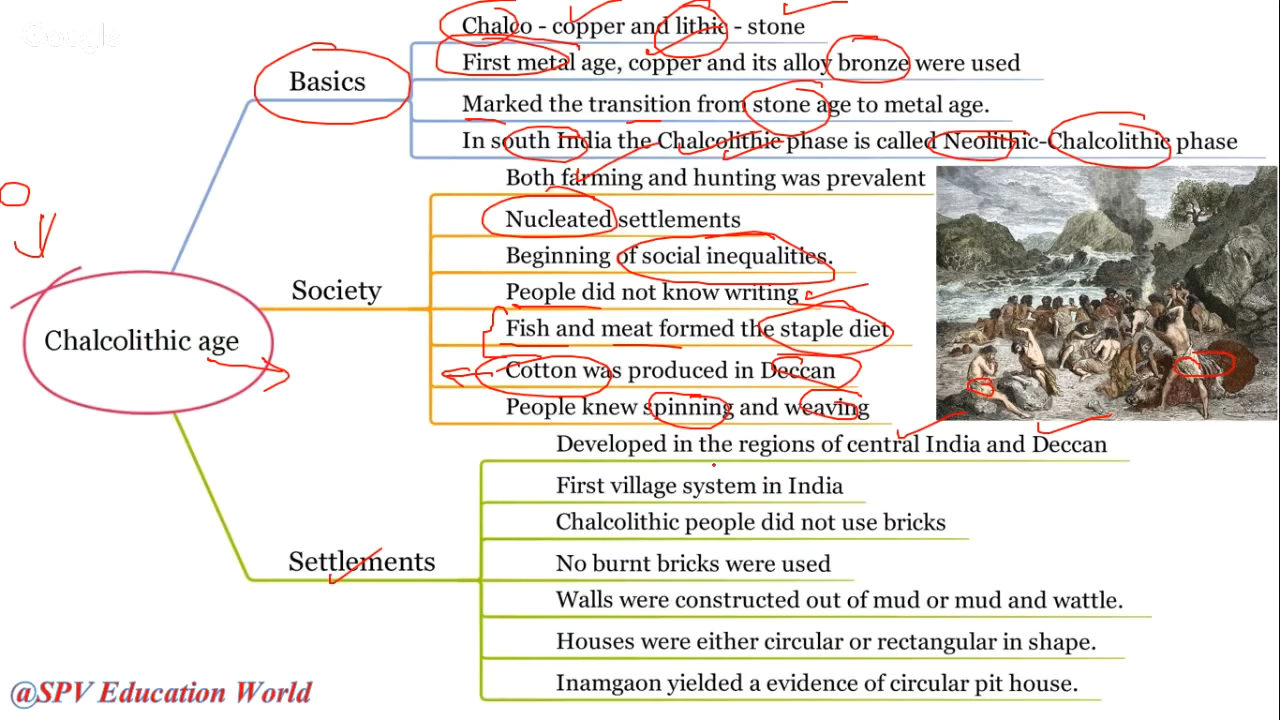 Google
Chalco - copper and lithic - stone
First metal age, copper and its alloy bronze were used
Basics
Marked the transition from stone age to metal age.
In south India the Chalcolithic phase is called Neolithic-Chalcolithic phase
Both farming and hunting was prevalent
Nucleated settlements
Beginning of social inequalities.
Society
People did not know writing
Fish and meat formed the staple diet
Chalcolithic age
Cotton was produced in Deccan
People knew spinning and weaving
Developed in the regions of central India and Deccan
First village system in India
Chalcolithic people did not use bricks
Settlements
No burnt bricks were used
Walls were constructed out of mud or mud and wattle.
Houses were either circular or rectangular in shape.
Inamgaon yielded a evidence of circular pit house.
@SPV Education World